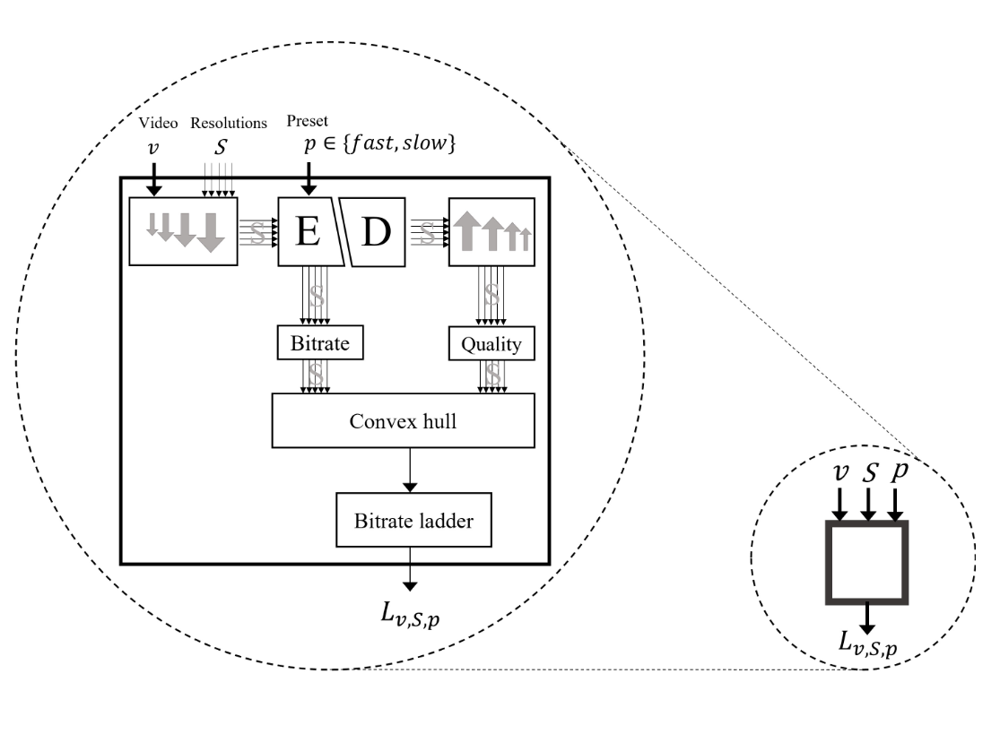 Video Resolutions Preset
v S p ∈ {fast, slow}
S E D S
S S
Bitrate Quality
S S
Convex hull
Bitrate ladder
L_{v,S,p}
v S p
L_{v,S,p}